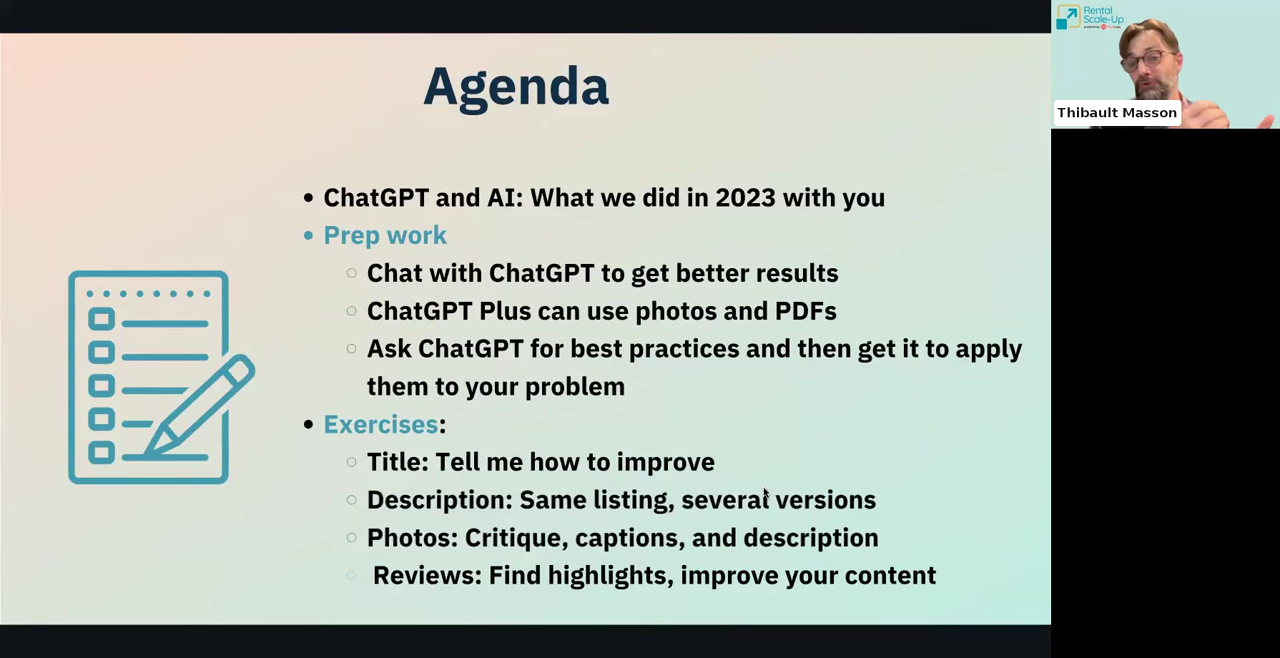 Agenda
• ChatGPT and AI: What we did in 2023 with you
• Prep work
○ Chat with ChatGPT to get better results
○ ChatGPT Plus can use photos and PDFs
○ Ask ChatGPT for best practices and then get it to apply
them to your problem
• Exercises:
○ Title: Tell me how to improve
○ Description: Same listing, several versions
○ Photos: Critique, captions, and description
○ Reviews: Find highlights, improve your content
Rental
Scale-Up
Thibault Masson